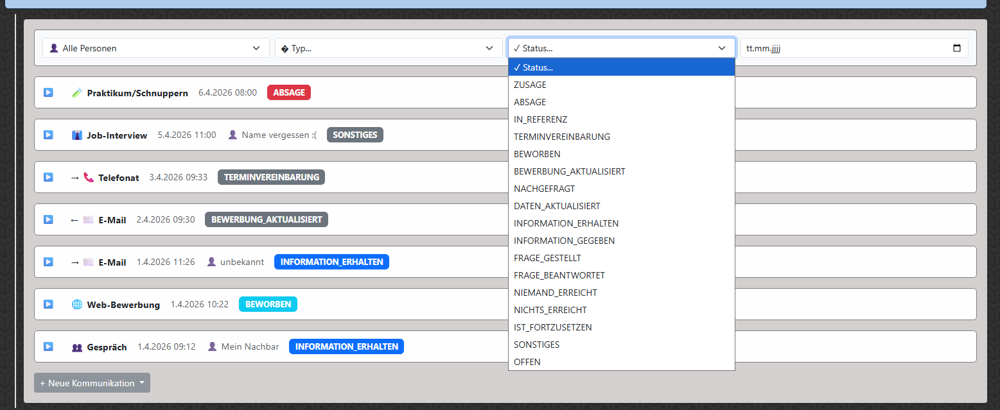 Alle Personen
� Typ...
✓ Status...
tt.mm.jjjj
✓ Status...
ZUSAGE
ABSAGE
IN_REFERENZ
TERMINVEREINBARUNG
BEWORBEN
BEWERBUNG_AKTUALISIERT
NACHGEFRAGT
DATEN_AKTUALISIERT
INFORMATION_ERHALTEN
INFORMATION_GEGEBEN
FRAGE_GESTELLT
FRAGE_BEANTWORTET
NIEMAND_ERREICHT
NICHTS_ERREICHT
IST_FORTZUSETZEN
SONSTIGES
OFFEN
Praktikum/Schnuppern 6.4.2026 08:00 ABSAGE
Job-Interview 5.4.2026 11:00 Name vergessen :( SONSTIGES
→ Telefonat 3.4.2026 09:33 TERMINVEREINBARUNG
← E-Mail 2.4.2026 09:30 BEWERBUNG_AKTUALISIERT
→ E-Mail 1.4.2026 11:26 unbekannt INFORMATION_ERHALTEN
Web-Bewerbung 1.4.2026 10:22 BEWORBEN
Gespräch 1.4.2026 09:12 Mein Nachbar INFORMATION_ERHALTEN
+ Neue Kommunikation